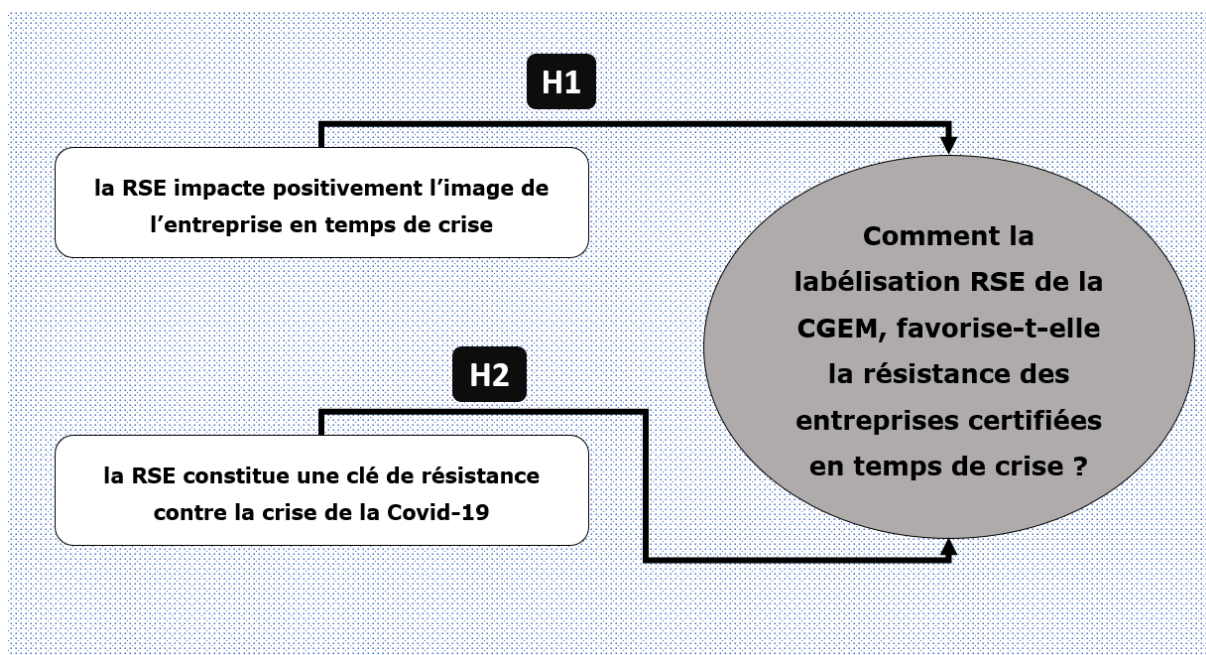 H1
la RSE impacte positivement l’image de
l’entreprise en temps de crise
H2
la RSE constitue une clé de résistance
contre la crise de la Covid-19
Comment la
labélisation RSE de la
CGEM, favorise-t-elle
la résistance des
entreprises certifiées
en temps de crise ?